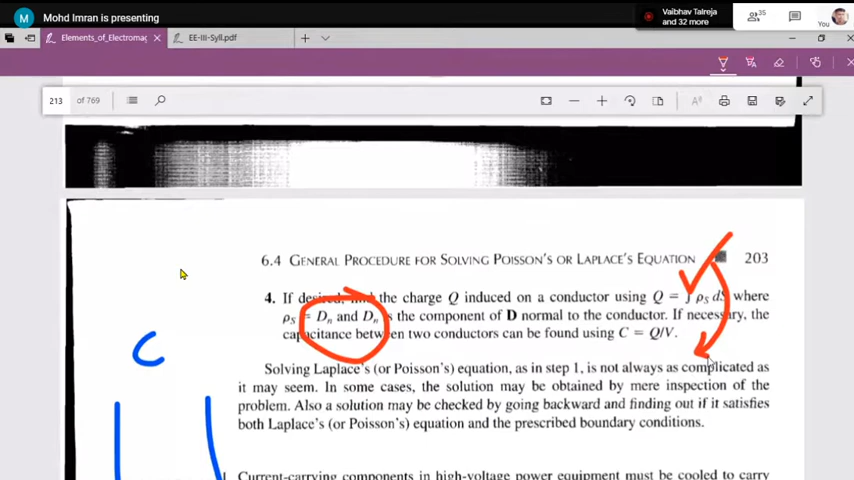 M Mohd Imran is presenting
Vaibhav Talreja
and 32 more
35
You
Elements_of_Electromag
EE-III-Syll.pdf
213 of 769
6.4 GENERAL PROCEDURE FOR SOLVING POISSON'S OR LAPLACE'S EQUATION 203
4. If desired, find the charge Q induced on a conductor using Q = ∫ ρS dS where
ρS = Dn and Dn is the component of D normal to the conductor. If necessary, the
capacitance between two conductors can be found using C = Q/V.
C
Solving Laplace's (or Poisson's) equation, as in step 1, is not always as complicated as
it may seem. In some cases, the solution may be obtained by mere inspection of the
problem. Also a solution may be checked by going backward and finding out if it satisfies
both Laplace's (or Poisson's) equation and the prescribed boundary conditions.
Current-carrying components in high-voltage power equipment must be cooled to carry